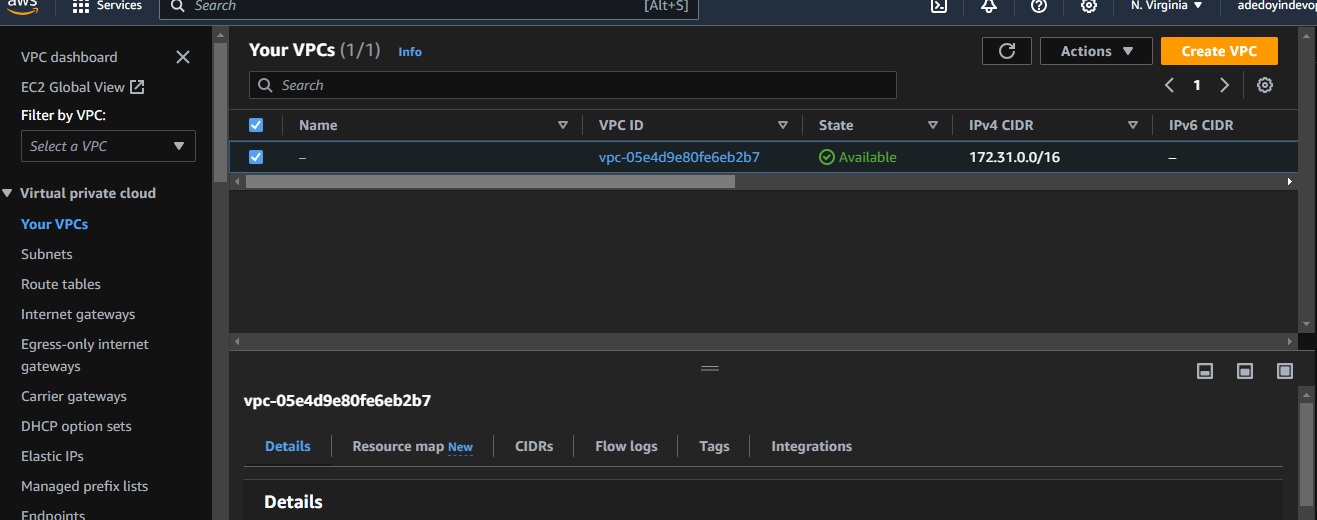 aws Services Search [Alt+S] N. Virginia adedoyindevop
VPC dashboard
EC2 Global View
Filter by VPC:
Select a VPC
Virtual private cloud
Your VPCs
Subnets
Route tables
Internet gateways
Egress-only internet
gateways
Carrier gateways
DHCP option sets
Elastic IPs
Managed prefix lists
Endpoints
Your VPCs (1/1) Info
Actions
Create VPC
Search
1
Name VPC ID State IPv4 CIDR IPv6 CIDR
– vpc-05e4d9e80fe6eb2b7 Available 172.31.0.0/16 –
vpc-05e4d9e80fe6eb2b7
Details Resource map New CIDRs Flow logs Tags Integrations
Details